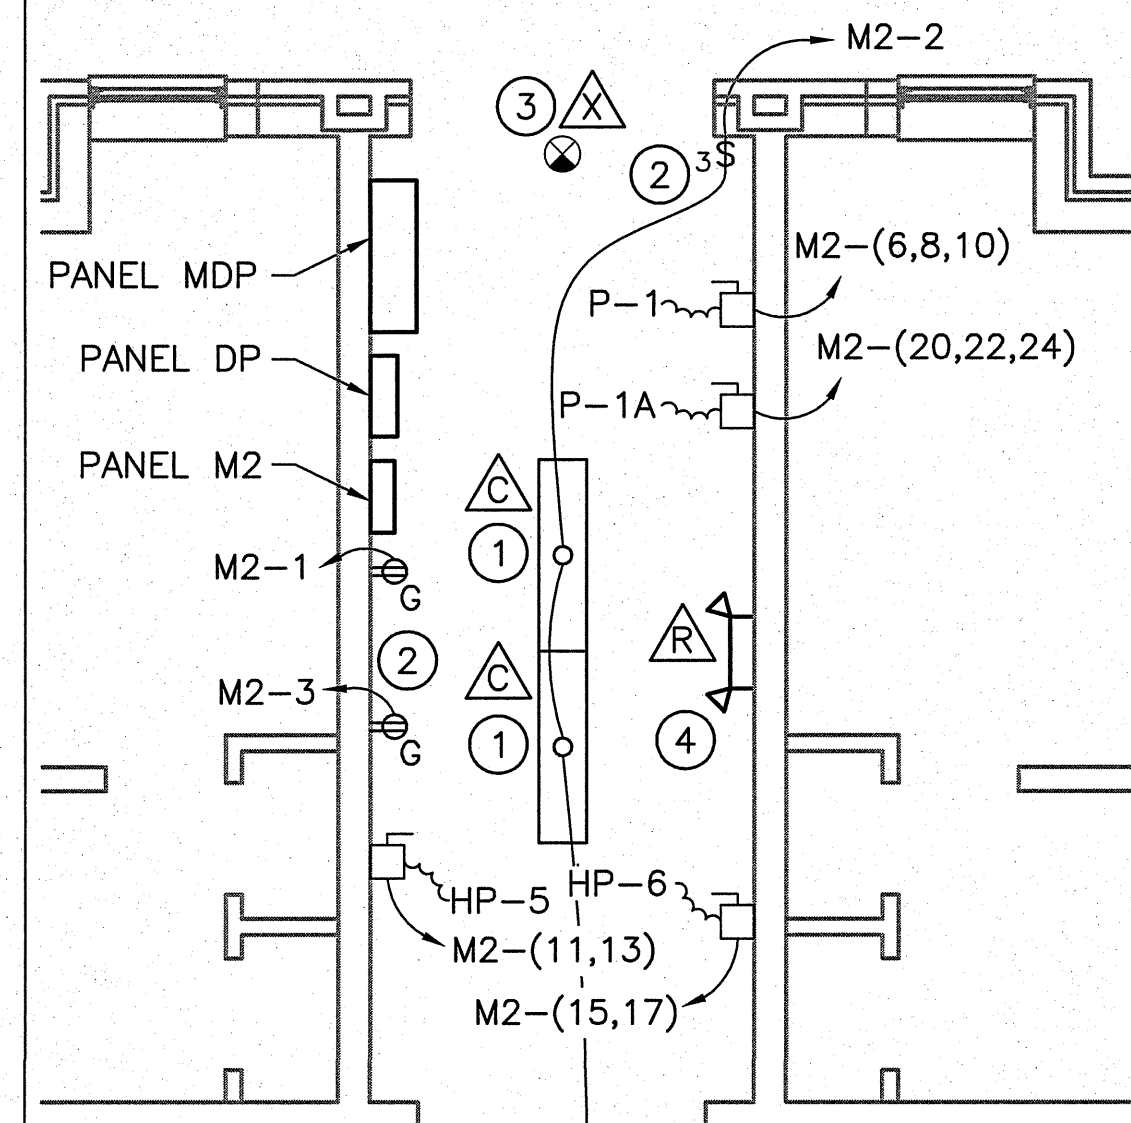 M2-2
3 X
2 3S
M2-(6,8,10)
PANEL MDP
P-1
M2-(20,22,24)
PANEL DP
P-1A
PANEL M2
C
1
M2-1
G
R
2
C
M2-3
G
1
4
HP-5
HP-6
M2-(11,13)
M2-(15,17)